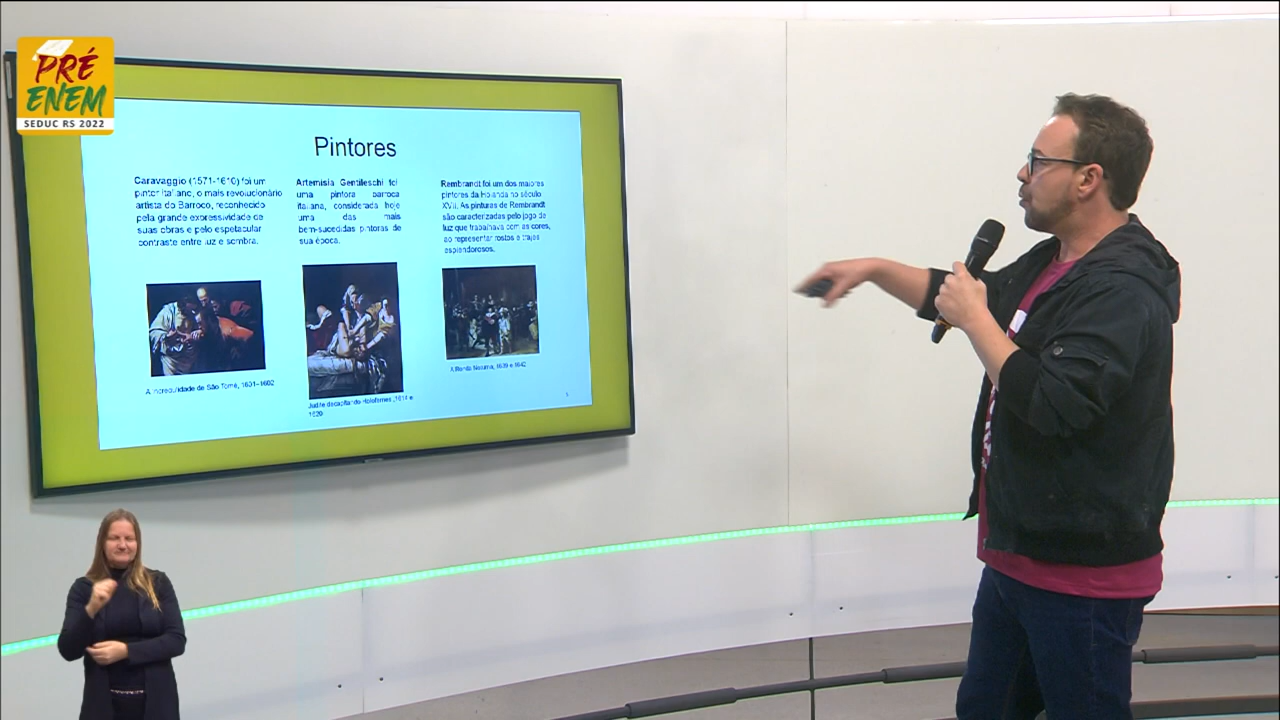 PRÉ
ENEM
SEDUC RS 2022
Pintores
Caravaggio (1571-1610) foi um
pintor italiano, o mais revolucionário
artista do Barroco, reconhecido
pela grande expressividade de
suas obras e pelo espetacular
contraste entre luz e sombra.
Artemisia Gentileschi foi
uma pintora barroca
italiana, considerada hoje
uma das mais
bem-sucedidas pintoras de
sua época.
Rembrandt foi um dos maiores
pintores da Holanda no século
XVII. As pinturas de Rembrandt
são caracterizadas pelo jogo de
luz que trabalhava com as cores,
ao representar rostos e trajes
esplendorosos.
A Incredulidade de São Tomé, 1601–1602
Judite decapitando Holofernes, 1614 e
1620
A Ronda Noturna, 1639 e 1642